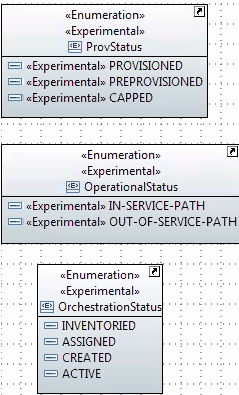 «Enumeration»
«Experimental»
ProvStatus
«Experimental» PROVISIONED
«Experimental» PREPROVISIONED
«Experimental» CAPPED
«Enumeration»
«Experimental»
OperationalStatus
«Experimental» IN-SERVICE-PATH
«Experimental» OUT-OF-SERVICE-PATH
«Enumeration»
«Experimental»
OrchestrationStatus
INVENTORIED
ASSIGNED
CREATED
ACTIVE